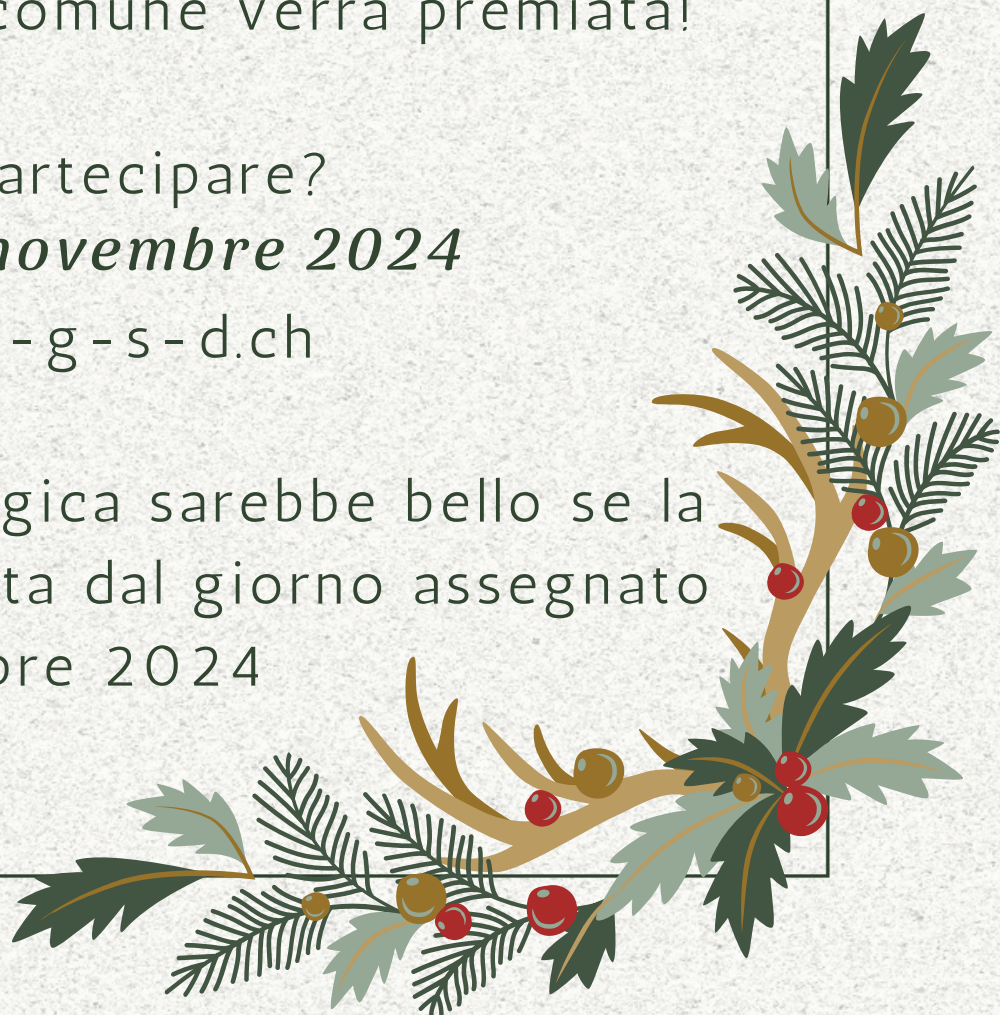 comune verrà premiata!
artecipare?
novembre 2024
-g-s-d.ch
gica sarebbe bello se la
ta dal giorno assegnato
bre 2024